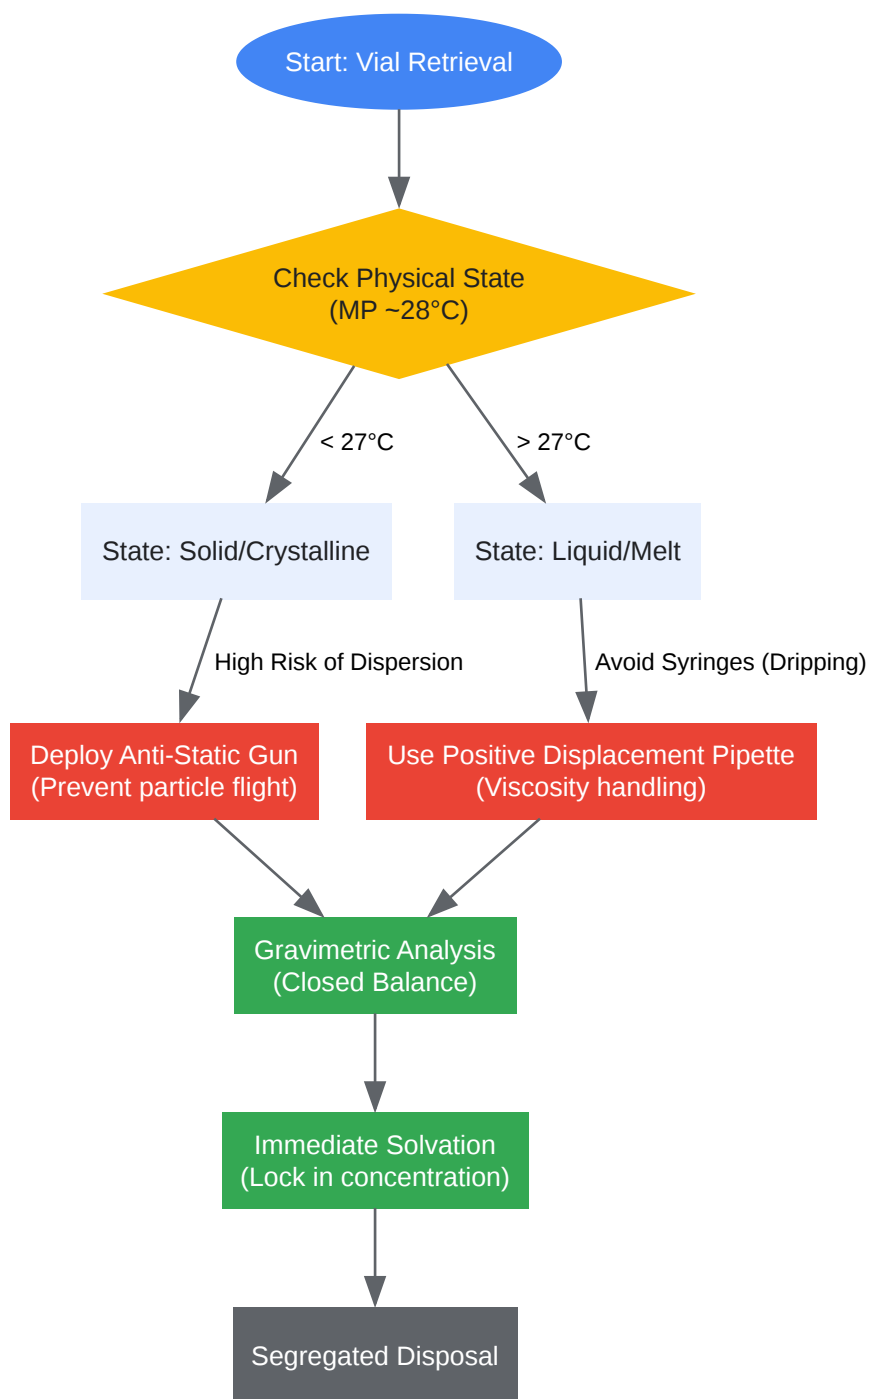 Start: Vial Retrieval
Check Physical State
(MP ~28°C)
< 27°C
> 27°C
State: Solid/Crystalline
State: Liquid/Melt
High Risk of Dispersion
Avoid Syringes (Dripping)
Deploy Anti-Static Gun
(Prevent particle flight)
Use Positive Displacement Pipette
(Viscosity handling)
Gravimetric Analysis
(Closed Balance)
Immediate Solvation
(Lock in concentration)
Segregated Disposal